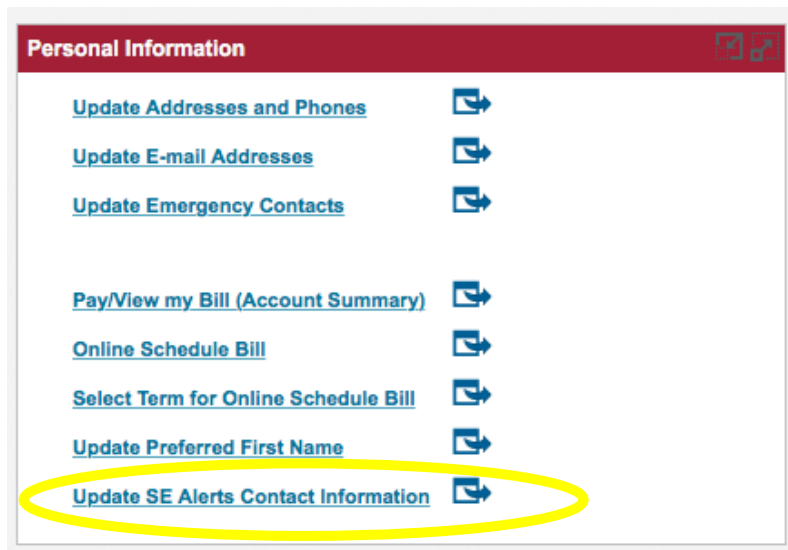 Personal Information
Update Addresses and Phones
Update E-mail Addresses
Update Emergency Contacts
Pay/View my Bill (Account Summary)
Online Schedule Bill
Select Term for Online Schedule Bill
Update Preferred First Name
Update SE Alerts Contact Information